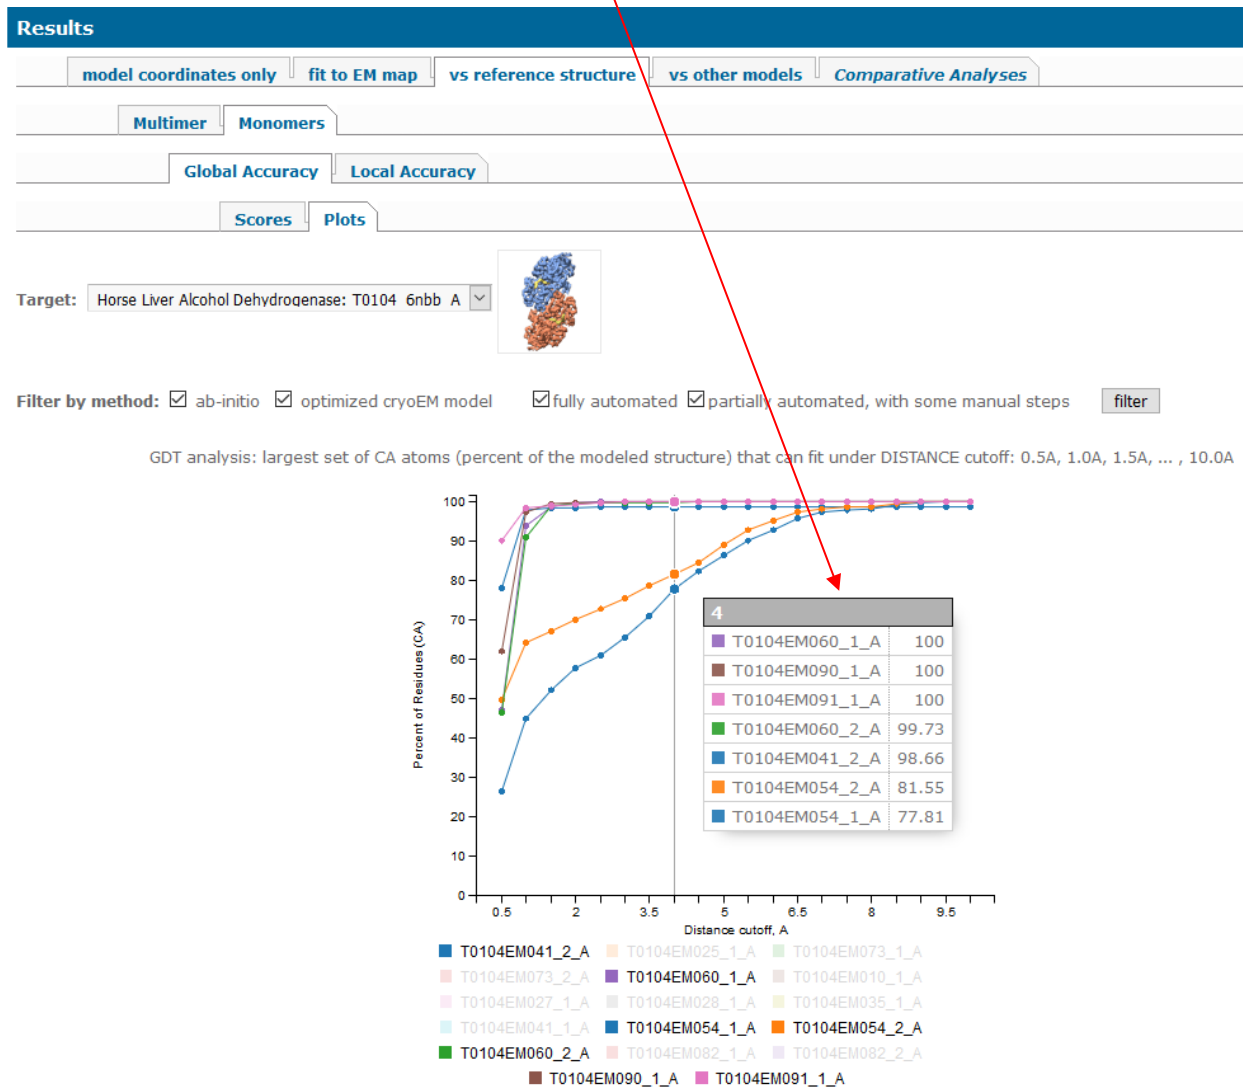 Results
model coordinates only fit to EM map vs reference structure vs other models Comparative Analyses
Multimer Monomers
Global Accuracy Local Accuracy
Scores Plots
Target: Horse Liver Alcohol Dehydrogenase: T0104 6nbb A
Filter by method: ab-initio optimized cryoEM model fully automated partially automated, with some manual steps filter
GDT analysis: largest set of CA atoms (percent of the modeled structure) that can fit under DISTANCE cutoff: 0.5A, 1.0A, 1.5A, ... , 10.0A
100
90
80
70
60
50
40
30
20
10
0
Percent of Residues (CA)
4
T0104EM060_1_A 100
T0104EM090_1_A 100
T0104EM091_1_A 100
T0104EM060_2_A 99.73
T0104EM041_2_A 98.66
T0104EM054_2_A 81.55
T0104EM054_1_A 77.81
0.5 2 3.5 5 6.5 8 9.5
Distance cutoff, A
T0104EM041_2_A T0104EM025_1_A T0104EM073_1_A
T0104EM073_2_A T0104EM060_1_A T0104EM010_1_A
T0104EM027_1_A T0104EM028_1_A T0104EM035_1_A
T0104EM041_1_A T0104EM054_1_A T0104EM054_2_A
T0104EM060_2_A T0104EM082_1_A T0104EM082_2_A
T0104EM090_1_A T0104EM091_1_A